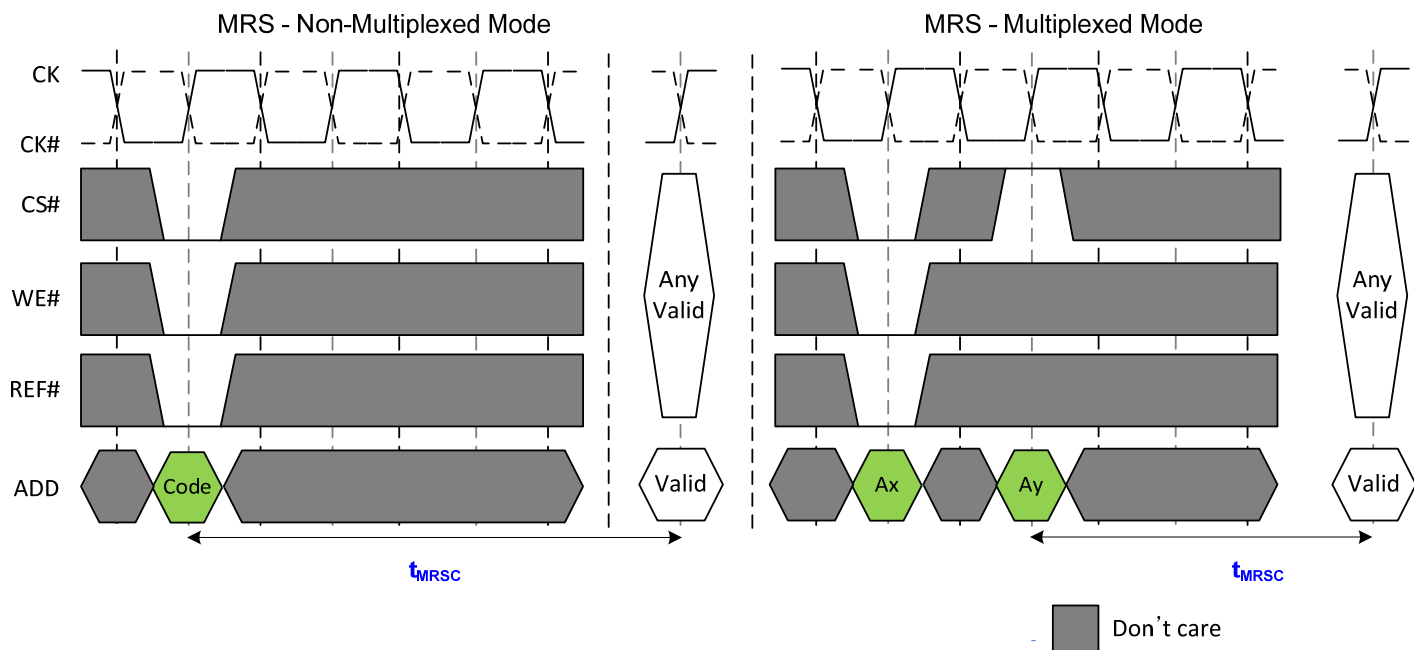 MRS - Non-Multiplexed Mode
MRS - Multiplexed Mode
CK
CK#
CS#
WE#
REF#
ADD
Any
Valid
Code
Valid
tMRSC
Any
Valid
Ax
Ay
Valid
tMRSC
Don't care